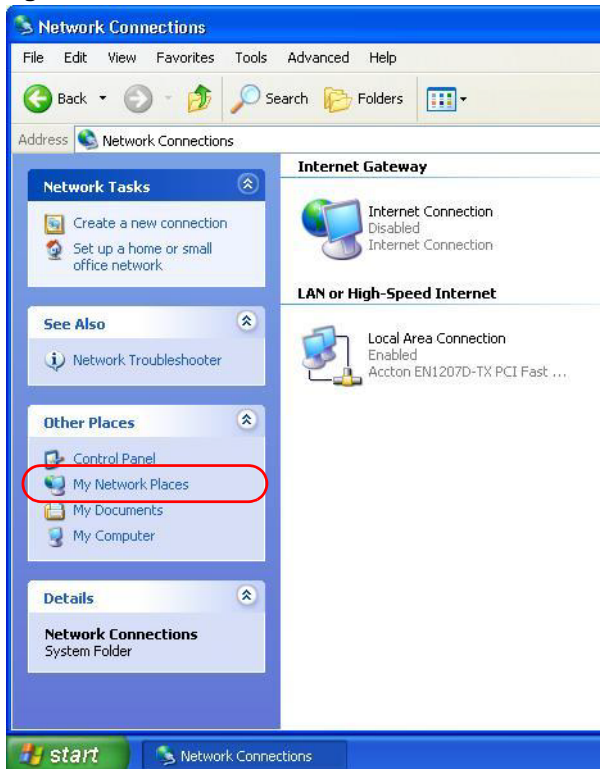 Network Connections
File Edit View Favorites Tools Advanced Help
Back Search Folders
Address Network Connections
Network Tasks
Create a new connection
Set up a home or small
office network
See Also
Network Troubleshooter
Other Places
Control Panel
My Network Places
My Documents
My Computer
Details
Network Connections
System Folder
Internet Gateway
Internet Connection
Disabled
Internet Connection
LAN or High-Speed Internet
Local Area Connection
Enabled
Accton EN1207D-TX PCI Fast ...
start Network Connections